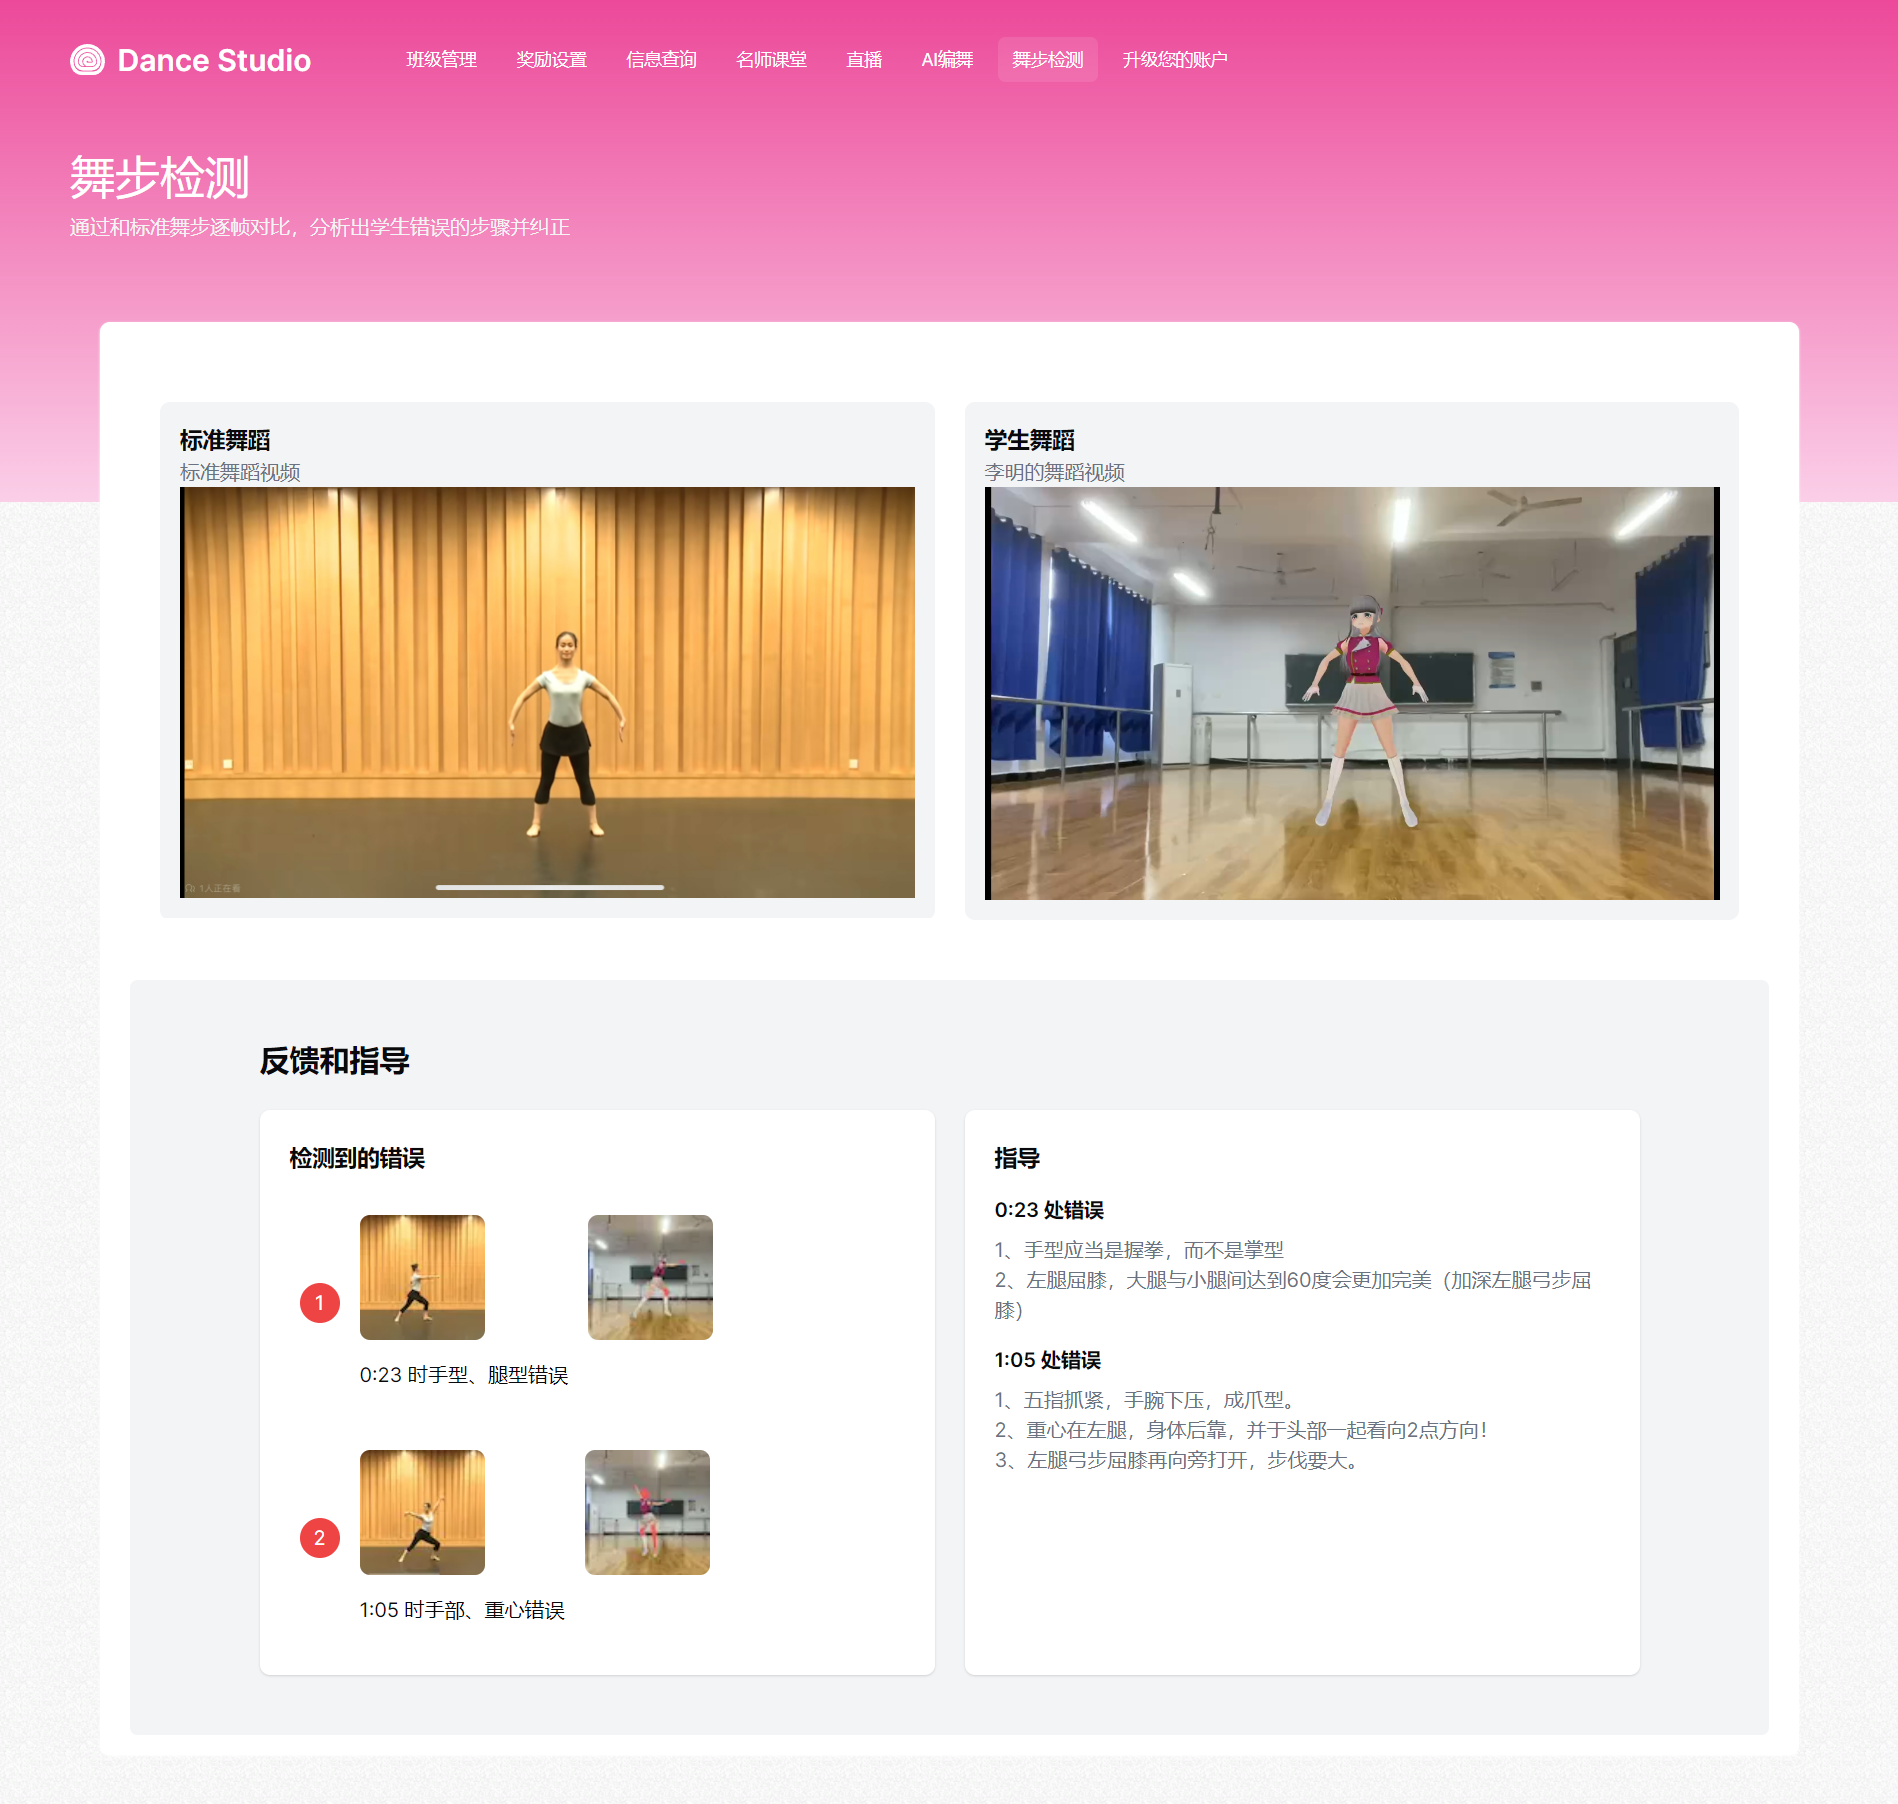 Dance Studio
班级管理 奖励设置 信息查询 名师课堂 直播 AI编舞 舞步检测 升级您的账户
舞步检测
通过和标准舞步逐帧对比，分析出学生错误的步骤并纠正
标准舞蹈
标准舞蹈视频
1人正在看
学生舞蹈
李明的舞蹈视频
反馈和指导
检测到的错误
1
0:23 时手型、腿型错误
2
1:05 时手部、重心错误
指导
0:23 处错误
1、手型应当是握拳，而不是掌型
2、左腿屈膝，大腿与小腿间达到60度会更加完美（加深左腿弓步屈
膝）
1:05 处错误
1、五指抓紧，手腕下压，成爪型。
2、重心在左腿，身体后靠，并于头部一起看向2点方向！
3、左腿弓步屈膝再向旁打开，步伐要大。